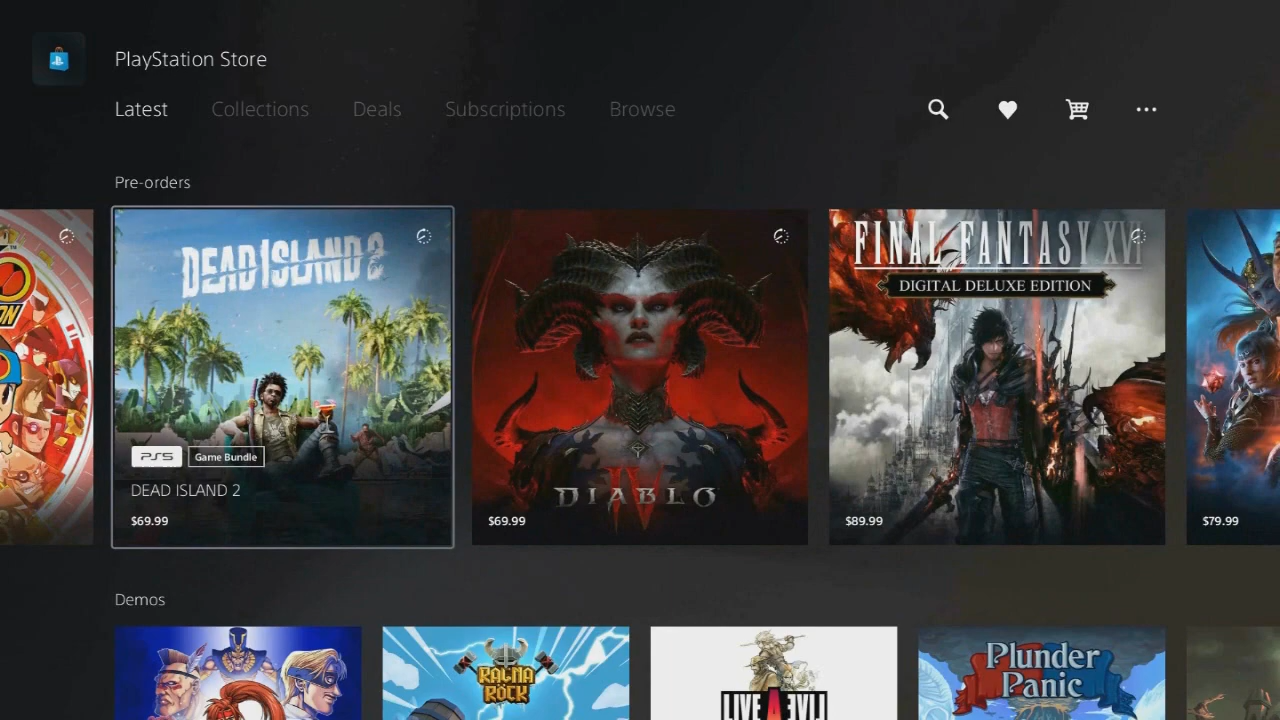 PlayStation Store
Latest Collections Deals Subscriptions Browse
Pre-orders
DEAD ISLAND 2
PS5 Game Bundle
DEAD ISLAND 2
$69.99
DIABLO
IV
$69.99
FINAL FANTASY XVI
DIGITAL DELUXE EDITION
$89.99
$79.99
Demos
RAGNA
RÖCK
LIVE A LIVE
Plunder
Panic